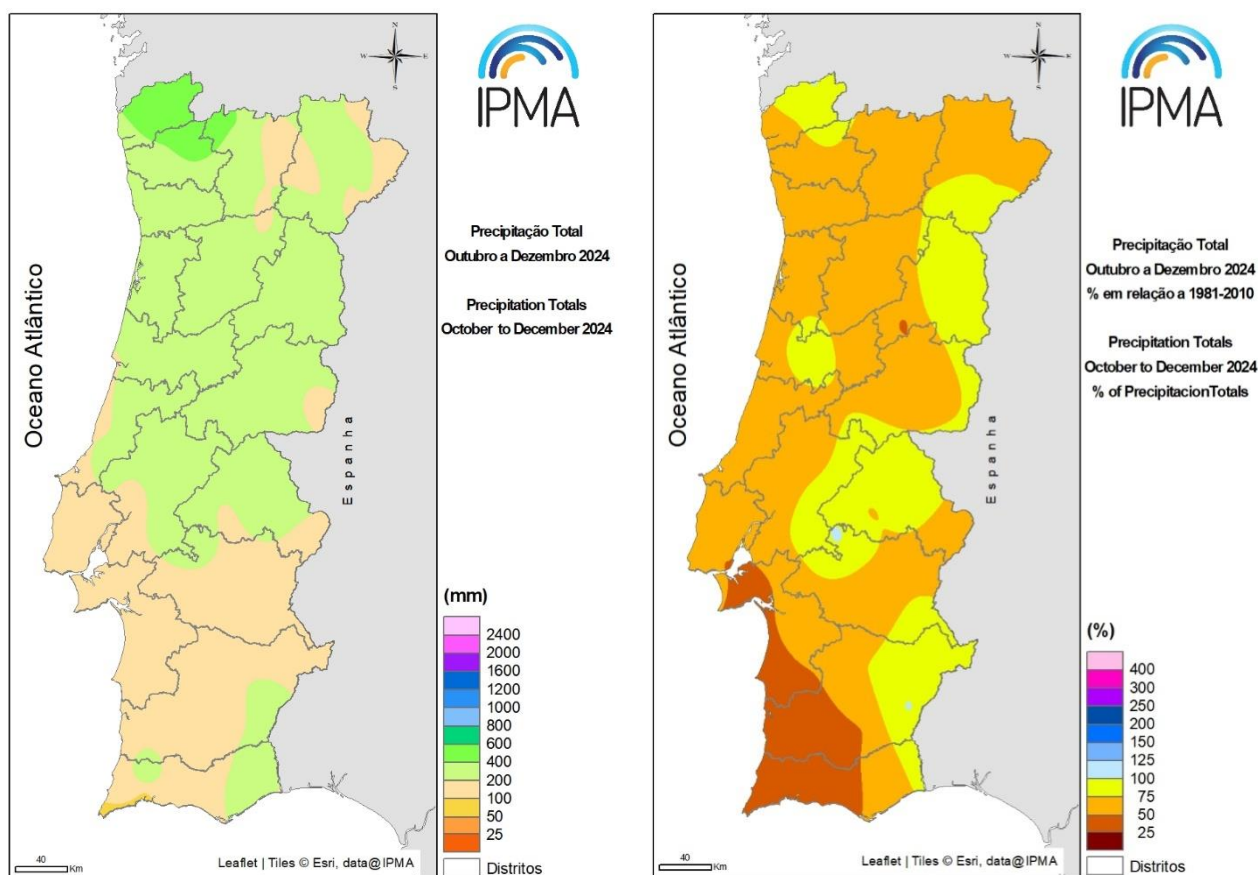 N
W E
S
IPMA
Precipitação Total
Outubro a Dezembro 2024
Precipitation Totals
October to December 2024
Oceano Atlântico
Espanha
(mm)
2400
2000
1600
1200
800
600
400
200
100
50
25
Distritos
40
Km
Leaflet | Tiles © Esri, data@IPMA
N
W E
S
IPMA
Precipitação Total
Outubro a Dezembro 2024
% em relação a 1981-2010
Precipitation Totals
October to December 2024
% of PrecipitacionTotals
Oceano Atlântico
Espanha
(%)
400
300
250
200
150
125
100
75
50
25
Distritos
40
Km
Leaflet | Tiles © Esri, data@IPMA